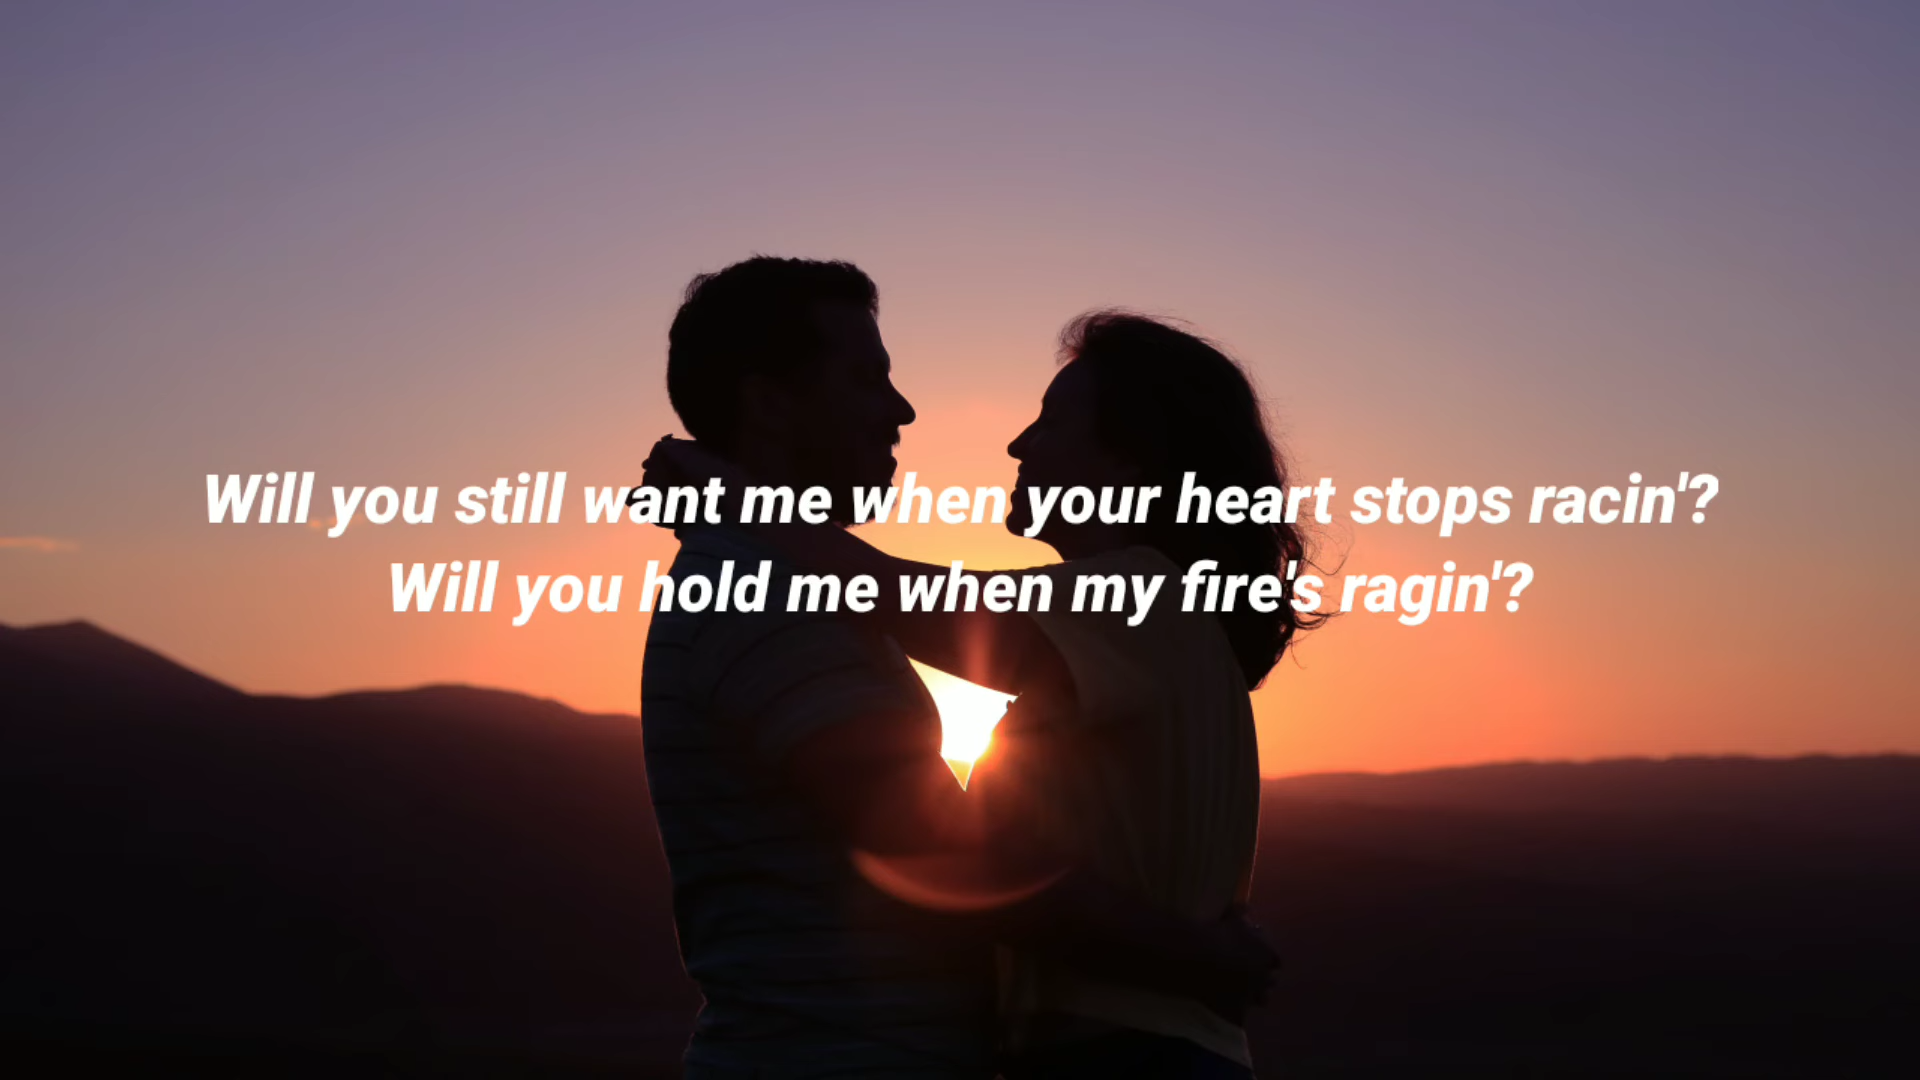 Will you still want me when your heart stops racin'?
Will you hold me when my fire's ragin'?